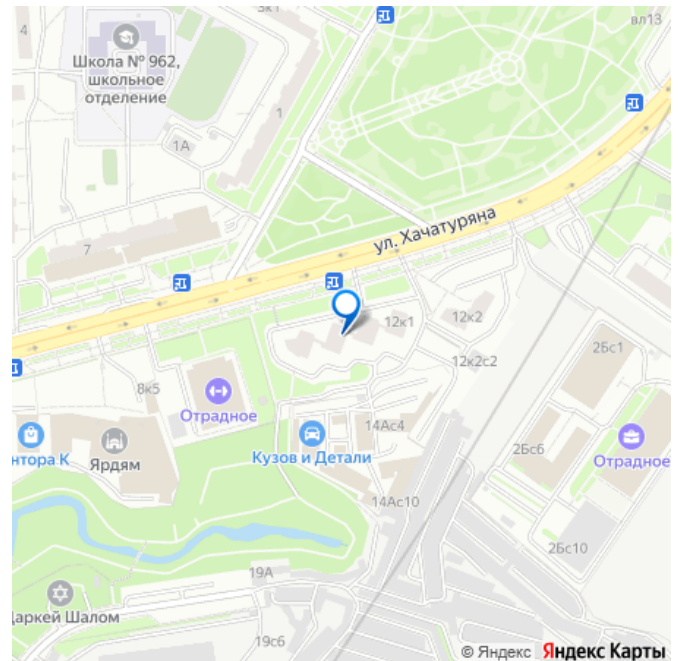 3к1
вл13
4
Школа № 962,
школьное
отделение
1
1А
ул. Хачатуряна
7
12к1
12к2
2Бс1
12к2с2
8к5
Отрадное
14Ас4
2Бс6
нтора К
Ярдям
Кузов и Детали
Отрадное
14Ас10
2Бс10
19А
Даркей Шалом
19с6
© Яндекс Яндекс Карты